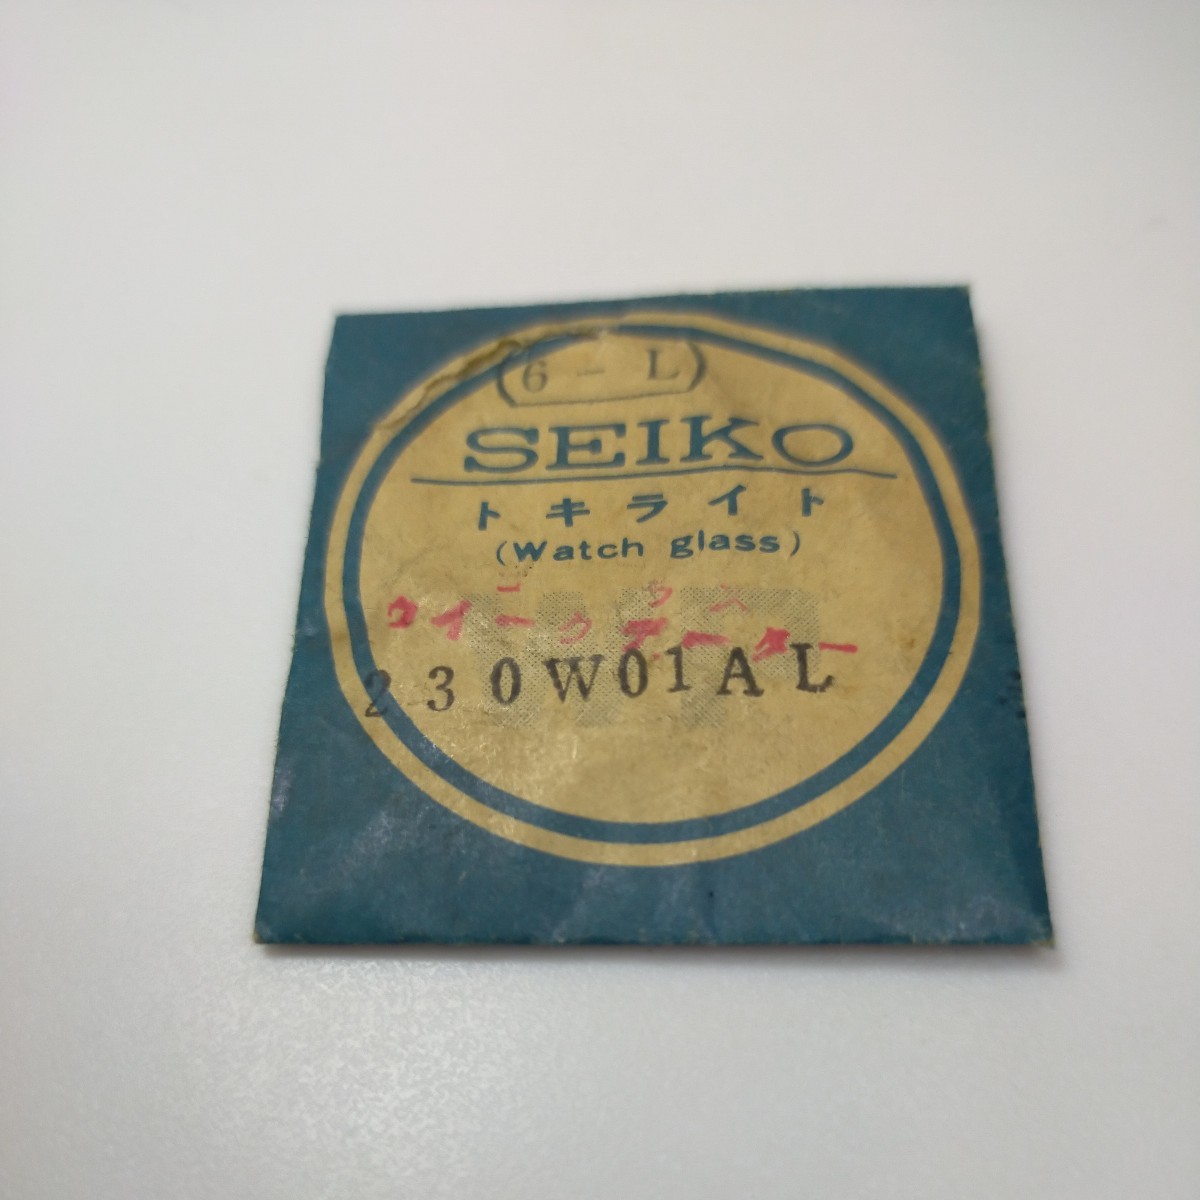 (6 - L)
SEIKO
トキライト
(Watch glass)
ウイークデーター
230W01AL